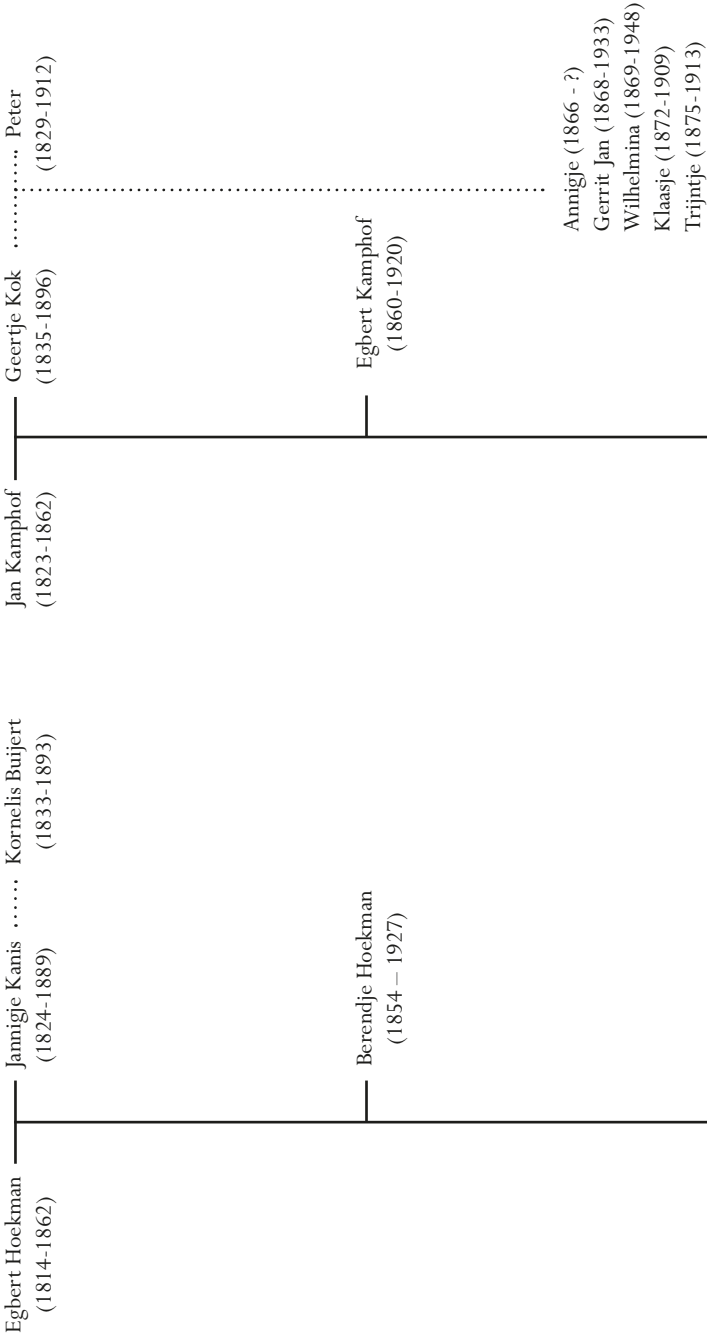 Egbert Hoekman
(1814-1862)
Jannigje Kanis ...... Kornelis Buijert
(1824-1889)
(1833-1893)
Jan Kamphof
(1823-1862)
Geertje Kok ............ Peter
(1835-1896)
(1829-1912)
Berendje Hoekman
(1854 – 1927)
Egbert Kamphof
(1860-1920)
Annigje (1866 - ?)
Gerrit Jan (1868-1933)
Wilhelmina (1869-1948)
Klaasje (1872-1909)
Trijntje (1875-1913)